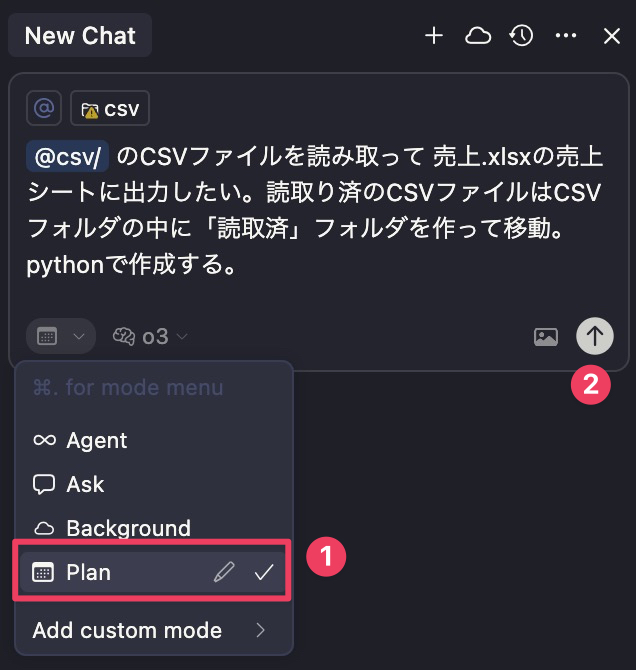 New Chat
@ csv
@csv/ のCSVファイルを読み取って 売上.xlsxの売上
シートに出力したい。読取り済のCSVファイルはCSV
フォルダの中に「読取済」フォルダを作って移動。
pythonで作成する。
o3
2
⌘. for mode menu
Agent
Ask
Background
Plan
1
Add custom mode